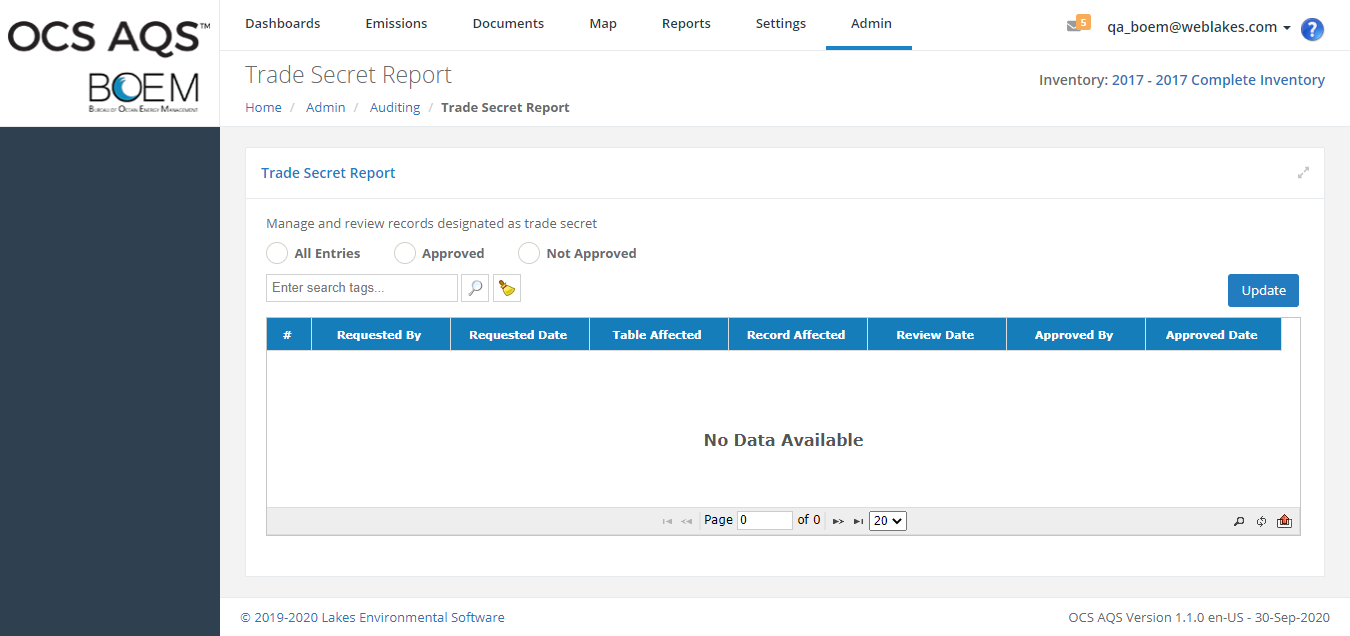 OCS AQS™
BOEM
BUREAU OF OCEAN ENERGY MANAGEMENT
Dashboards Emissions Documents Map Reports Settings Admin
5 qa_boem@weblakes.com ?
Trade Secret Report
Inventory: 2017 - 2017 Complete Inventory
Home / Admin / Auditing / Trade Secret Report
Trade Secret Report
Manage and review records designated as trade secret
All Entries Approved Not Approved
Enter search tags...
Update
# Requested By Requested Date Table Affected Record Affected Review Date Approved By Approved Date
No Data Available
Page 0 of 0 20
© 2019-2020 Lakes Environmental Software
OCS AQS Version 1.1.0 en-US - 30-Sep-2020